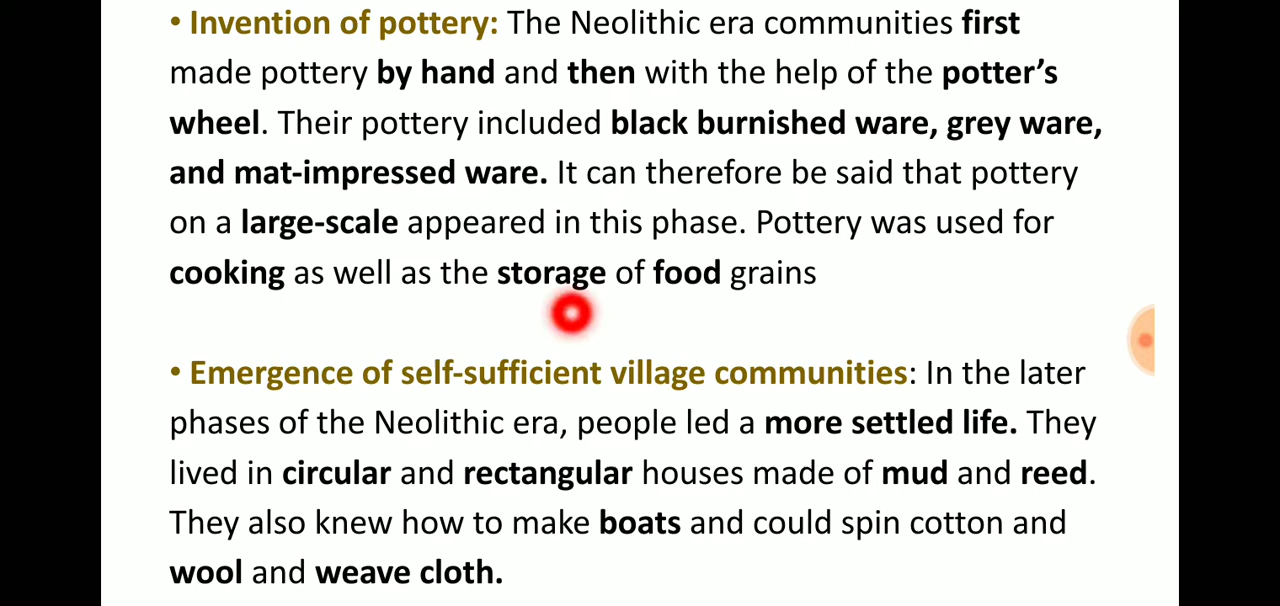 • Invention of pottery: The Neolithic era communities first
made pottery by hand and then with the help of the potter’s
wheel. Their pottery included black burnished ware, grey ware,
and mat-impressed ware. It can therefore be said that pottery
on a large-scale appeared in this phase. Pottery was used for
cooking as well as the storage of food grains
• Emergence of self-sufficient village communities: In the later
phases of the Neolithic era, people led a more settled life. They
lived in circular and rectangular houses made of mud and reed.
They also knew how to make boats and could spin cotton and
wool and weave cloth.